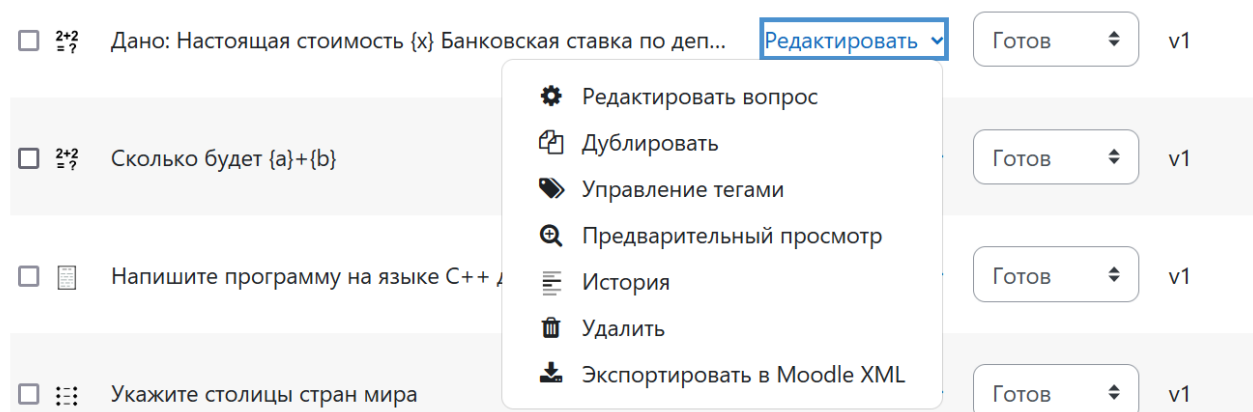 2+2 = ? Дано: Настоящая стоимость {x} Банковская ставка по деп... Редактировать Готов v1
Редактировать вопрос
Дублировать
2+2 = ? Сколько будет {a}+{b} Готов v1
Управление тегами
Предварительный просмотр
Напишите программу на языке C++ Готов v1
История
Удалить
Экспортировать в Moodle XML
Укажите столицы стран мира Готов v1